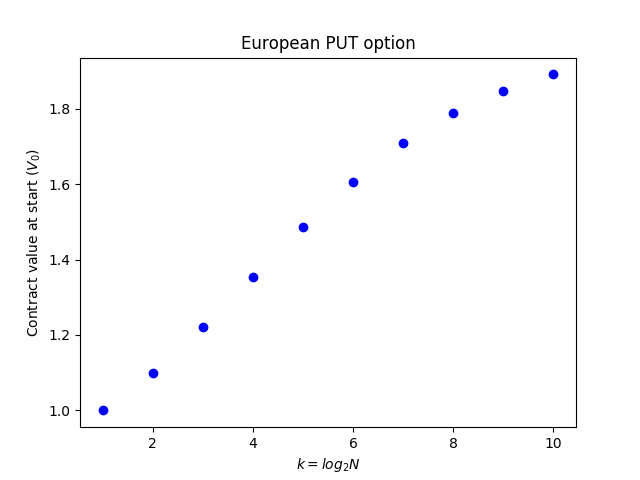 European PUT option
Contract value at start (V₀)
1.8
1.6
1.4
1.2
1.0
2 4 6 8 10
k = log₂N